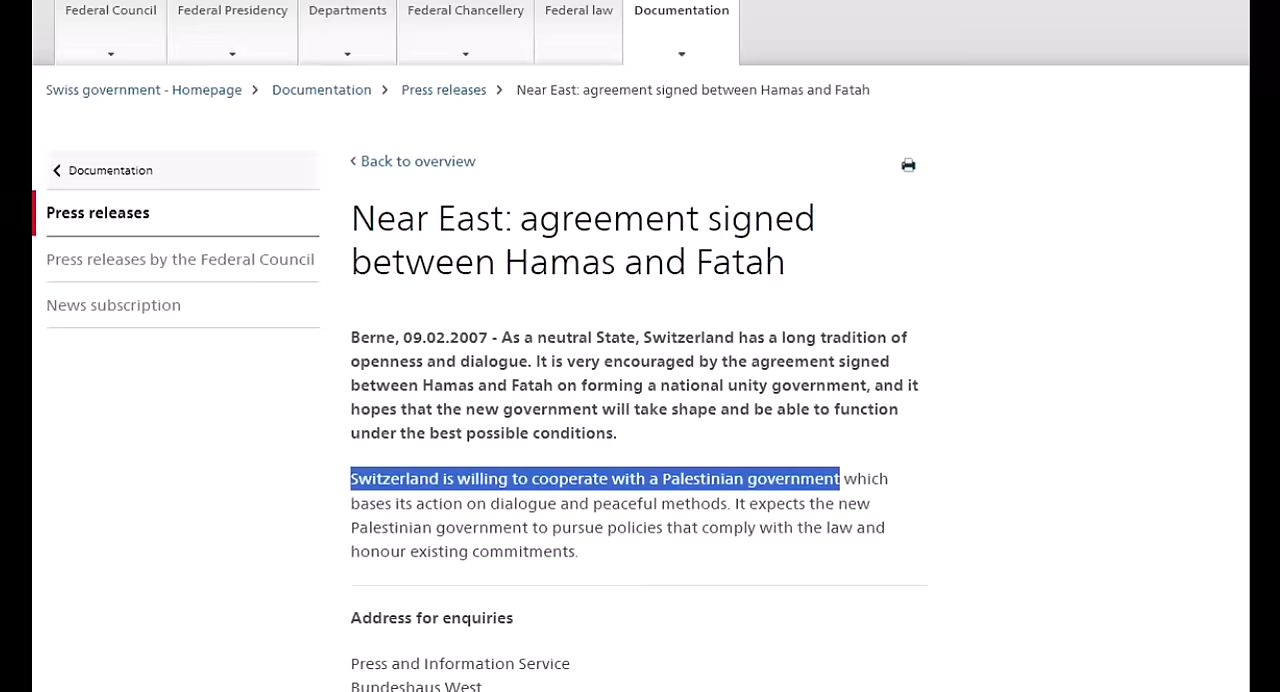 Federal Council
Federal Presidency
Departments
Federal Chancellery
Federal law
Documentation
Swiss government - Homepage > Documentation > Press releases > Near East: agreement signed between Hamas and Fatah
Documentation
Press releases
Press releases by the Federal Council
News subscription
‹ Back to overview
Near East: agreement signed
between Hamas and Fatah
Berne, 09.02.2007 - As a neutral State, Switzerland has a long tradition of
openness and dialogue. It is very encouraged by the agreement signed
between Hamas and Fatah on forming a national unity government, and it
hopes that the new government will take shape and be able to function
under the best possible conditions.
Switzerland is willing to cooperate with a Palestinian government which
bases its action on dialogue and peaceful methods. It expects the new
Palestinian government to pursue policies that comply with the law and
honour existing commitments.
Address for enquiries
Press and Information Service
Bundeshaus West